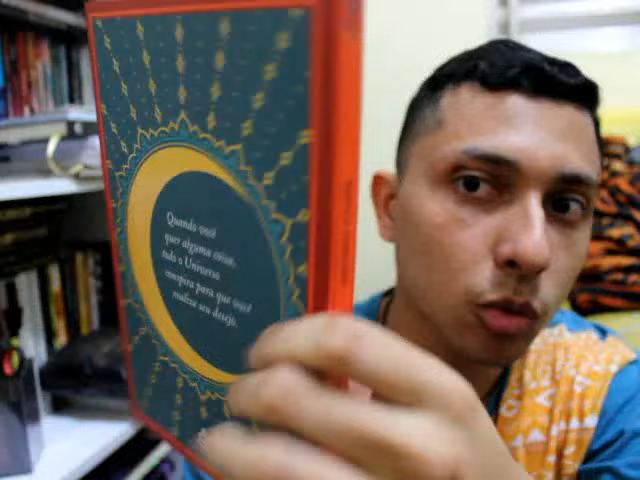 Quando você
quer alguma coisa,
todo o Universo
conspira para que você
realize seu desejo.